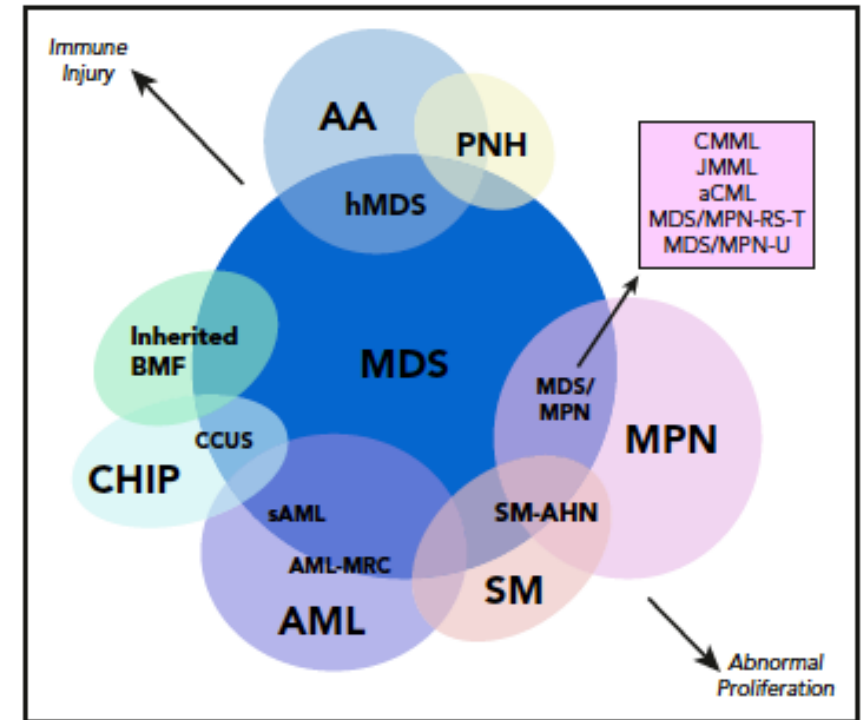 Immune
Injury
AA
PNH
hMDS
CMML
JMML
aCML
MDS/MPN-RS-T
MDS/MPN-U
Inherited
BMF
MDS
MDS/
MPN
MPN
CCUS
CHIP
sAML
SM-AHN
AML-MRC
SM
AML
Abnormal
Proliferation